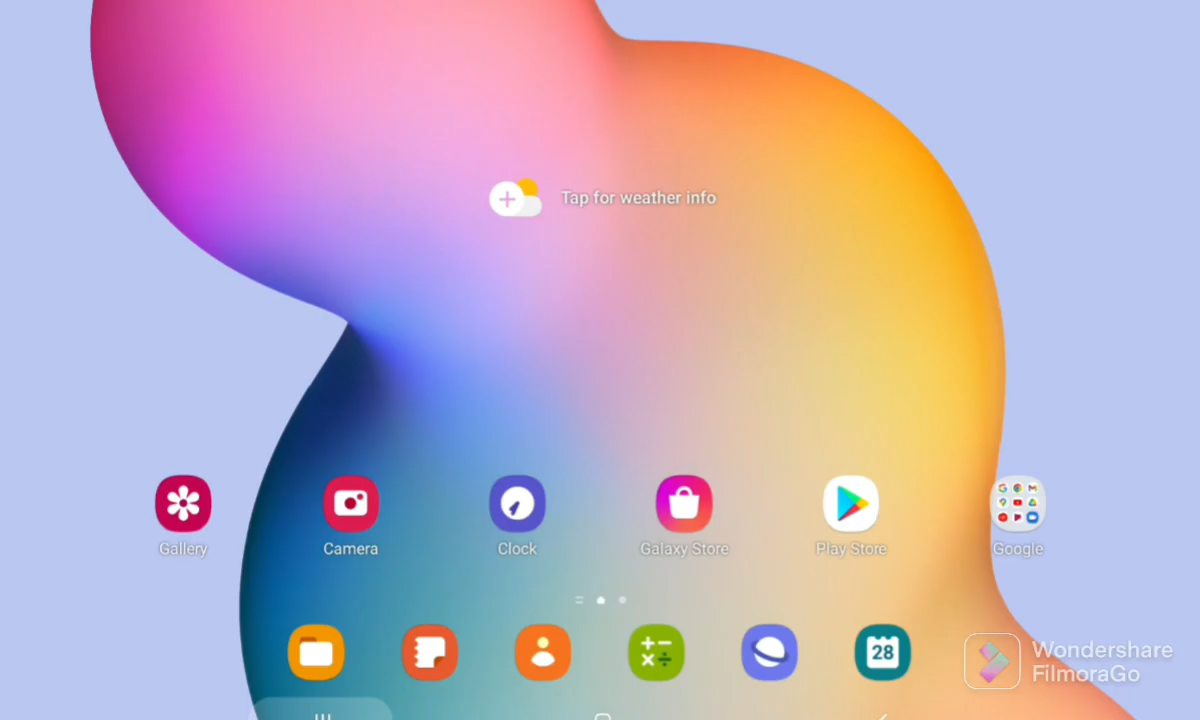 Tap for weather info
Gallery
Camera
Clock
Galaxy Store
Play Store
Google
28
Wondershare
FilmoraGo